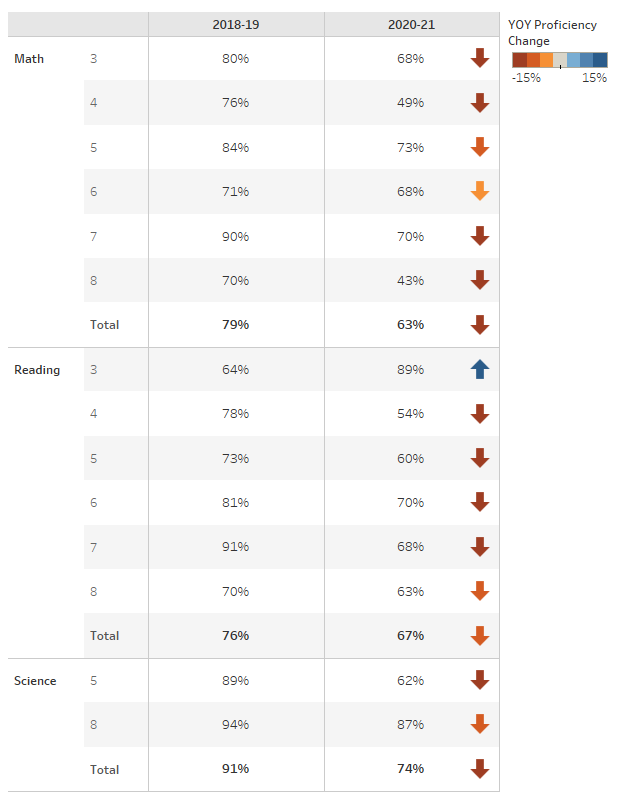 2018-19 2020-21
Math 3 80% 68%
4 76% 49%
5 84% 73%
6 71% 68%
7 90% 70%
8 70% 43%
Total 79% 63%
Reading 3 64% 89%
4 78% 54%
5 73% 60%
6 81% 70%
7 91% 68%
8 70% 63%
Total 76% 67%
Science 5 89% 62%
8 94% 87%
Total 91% 74%
YOY Proficiency
Change
-15% 15%